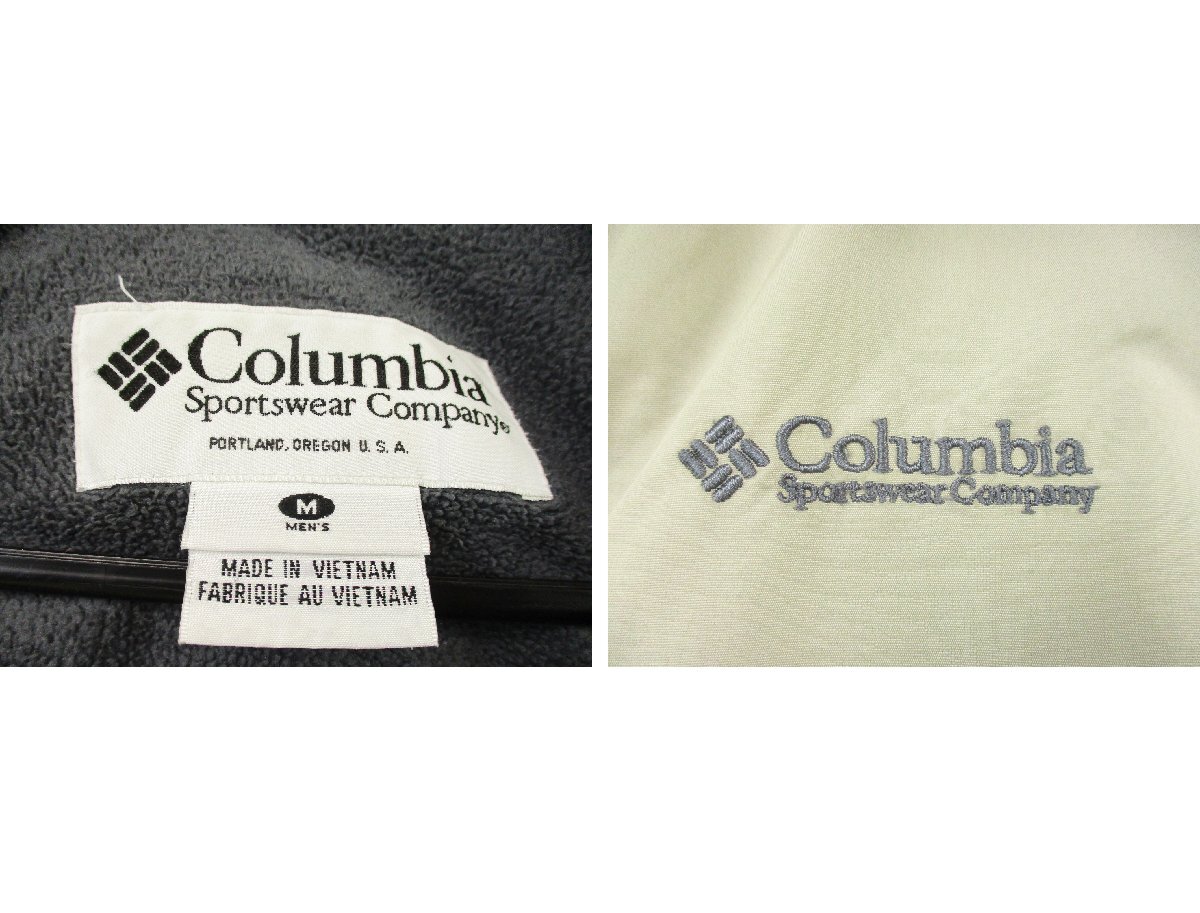 Columbia
Sportswear Company®
PORTLAND, OREGON U.S.A.
M
MEN'S
MADE IN VIETNAM
FABRIQUE AU VIETNAM
Columbia
Sportswear Company